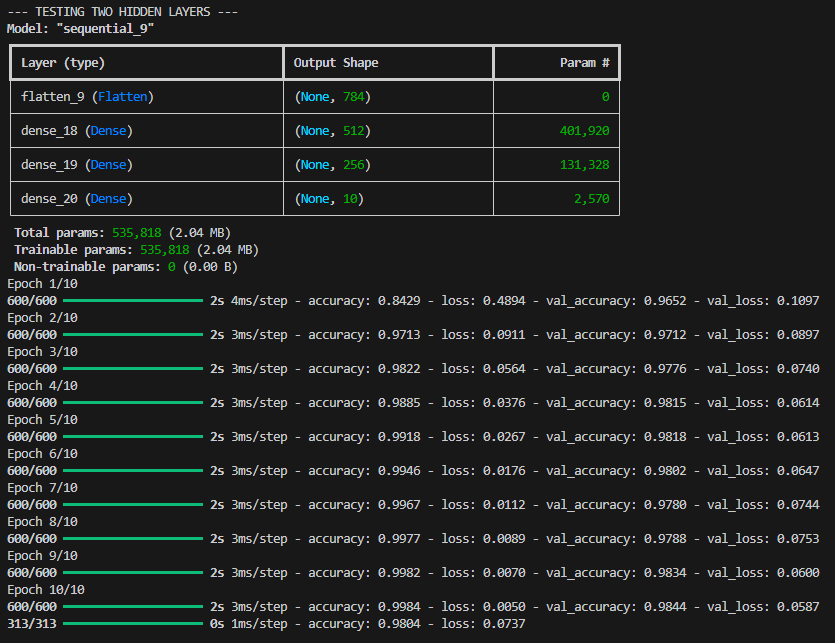 --- TESTING TWO HIDDEN LAYERS ---
Model: "sequential_9"
Layer (type) Output Shape Param #
flatten_9 (Flatten) (None, 784) 0
dense_18 (Dense) (None, 512) 401,920
dense_19 (Dense) (None, 256) 131,328
dense_20 (Dense) (None, 10) 2,570
Total params: 535,818 (2.04 MB)
Trainable params: 535,818 (2.04 MB)
Non-trainable params: 0 (0.00 B)
Epoch 1/10
600/600 2s 4ms/step - accuracy: 0.8429 - loss: 0.4894 - val_accuracy: 0.9652 - val_loss: 0.1097
Epoch 2/10
600/600 2s 3ms/step - accuracy: 0.9713 - loss: 0.0911 - val_accuracy: 0.9712 - val_loss: 0.0897
Epoch 3/10
600/600 2s 3ms/step - accuracy: 0.9822 - loss: 0.0564 - val_accuracy: 0.9776 - val_loss: 0.0740
Epoch 4/10
600/600 2s 3ms/step - accuracy: 0.9885 - loss: 0.0376 - val_accuracy: 0.9815 - val_loss: 0.0614
Epoch 5/10
600/600 2s 3ms/step - accuracy: 0.9918 - loss: 0.0267 - val_accuracy: 0.9818 - val_loss: 0.0613
Epoch 6/10
600/600 2s 3ms/step - accuracy: 0.9946 - loss: 0.0176 - val_accuracy: 0.9802 - val_loss: 0.0647
Epoch 7/10
600/600 2s 3ms/step - accuracy: 0.9967 - loss: 0.0112 - val_accuracy: 0.9780 - val_loss: 0.0744
Epoch 8/10
600/600 2s 3ms/step - accuracy: 0.9977 - loss: 0.0089 - val_accuracy: 0.9788 - val_loss: 0.0753
Epoch 9/10
600/600 2s 3ms/step - accuracy: 0.9982 - loss: 0.0070 - val_accuracy: 0.9834 - val_loss: 0.0600
Epoch 10/10
600/600 2s 3ms/step - accuracy: 0.9984 - loss: 0.0050 - val_accuracy: 0.9844 - val_loss: 0.0587
313/313 0s 1ms/step - accuracy: 0.9804 - loss: 0.0737